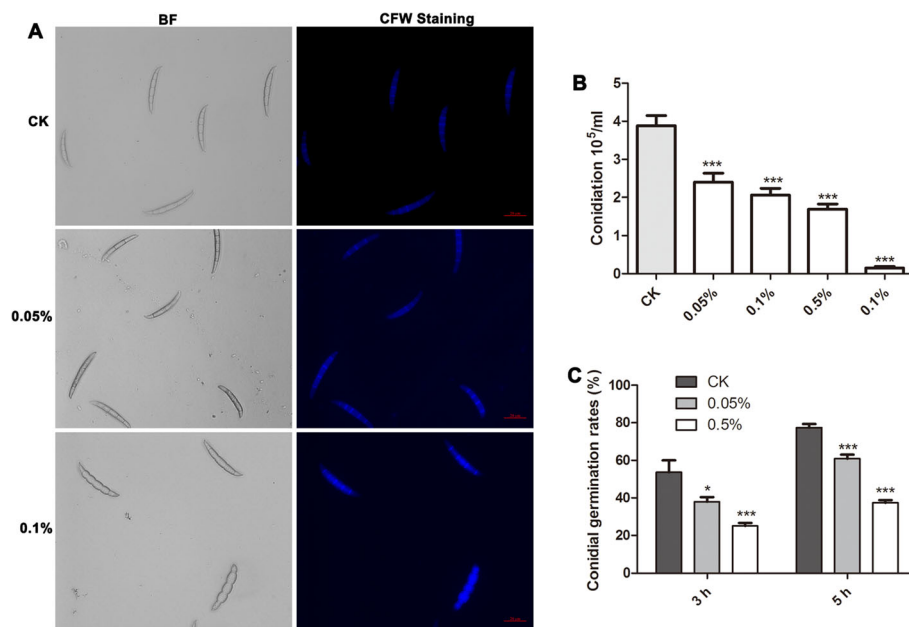 A
BF
CFW Staining
CK
0.05%
0.1%
B
Conidiation 10⁵/ml
5
4
3
2
1
0
***
***
***
***
CK
0.05%
0.1%
0.5%
0.1%
C
Conidial germination rates (%)
100
80
60
40
20
0
CK
0.05%
0.5%
*
***
***
***
3 h
5 h